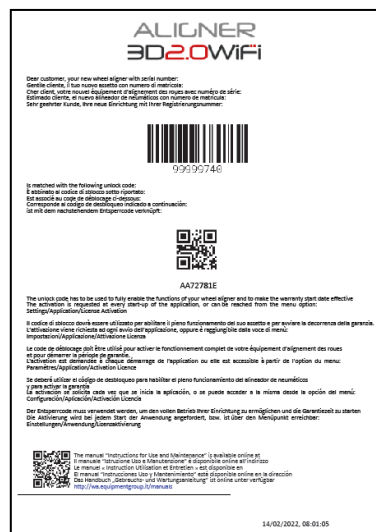 ALIGNER
3D2.0WiFi
Dear customer, your new wheel aligner with serial number:
Gentile cliente, il tuo nuovo assetto con numero di matricola:
Cher client, votre nouvel équipement d'alignement des roues avec numéro de série:
Estimado cliente, el nuevo alineador de neumáticos con numero de matricula:
Sehr geehrter Kunde, Ihre neue Einrichtung mit Ihrer Registrierungsnummer:
99999740
Is matched with the following unlock code:
È abbinato al codice di sblocco sotto riportato:
Est associé au code de déblocage ci-dessous:
Corresponde al código de desbloqueo indicado a continuación:
ist mit dem nachstehendem Entsperrcode verknüpft:
AA72781E
The unlock code has to be used to fully enable the functions of your wheel aligner and to make the warranty start date effective
The activation is requested at every start-up of the application, or can be reached from the menu option:
Settings/Application/License Activation
Il codice di sblocco dovrà essere utilizzato per abilitare il pieno funzionamento del suo assetto e per avviare la decorrenza della garanzia.
L'attivazione viene richiesta ad ogni avvio dell'applicazione, oppure è raggiungibile dalla voce di menù:
Impostazioni/Applicazione/Attivazione Licenza
Le code de déblocage doit être utilisé pour activer le fonctionnement complet de votre équipement d'alignement des roues
et pour démarrer la période de garantie.
L'activation est demandée à chaque démarrage de l'application ou elle est accessible à partir de l'option du menu:
Paramètres/Application/Activation Licence
Se deberá utilizar el código de desbloqueo para habilitar el pleno funcionamiento del alineador de neumáticos
y para activar la garantía
La activación se solicita cada vez que se inicia la aplicación, o se puede acceder a la misma desde la opción del menú:
Configuración/Aplicación/Activación Licencia
Der Entsperrcode muss verwendet werden, um den vollen Betrieb Ihrer Einrichtung zu ermöglichen und die Garantiezeit zu starten
Die Aktivierung wird bei jedem Start der Anwendung angefordert, bzw. ist über den Menüpunkt erreichbar:
Einstellungen/Anwendung/Lizenzaktivierung
The manual "Instructions for Use and Maintenance" is available online at
Il manuale "Istruzione Uso e Manutenzione" è disponibile online all'indirizzo
Le manuel « Instruction Utilisation et Entretien » est disponible en
El manual "Instrucciones Uso y Mantenimiento" está disponible online en la dirección
Das Handbuch „Gebrauchs- und Wartungsanleitung" ist online unter verfügbar
http://wa.equipmentgroup.it/manuals
14/02/2022, 08:01:05